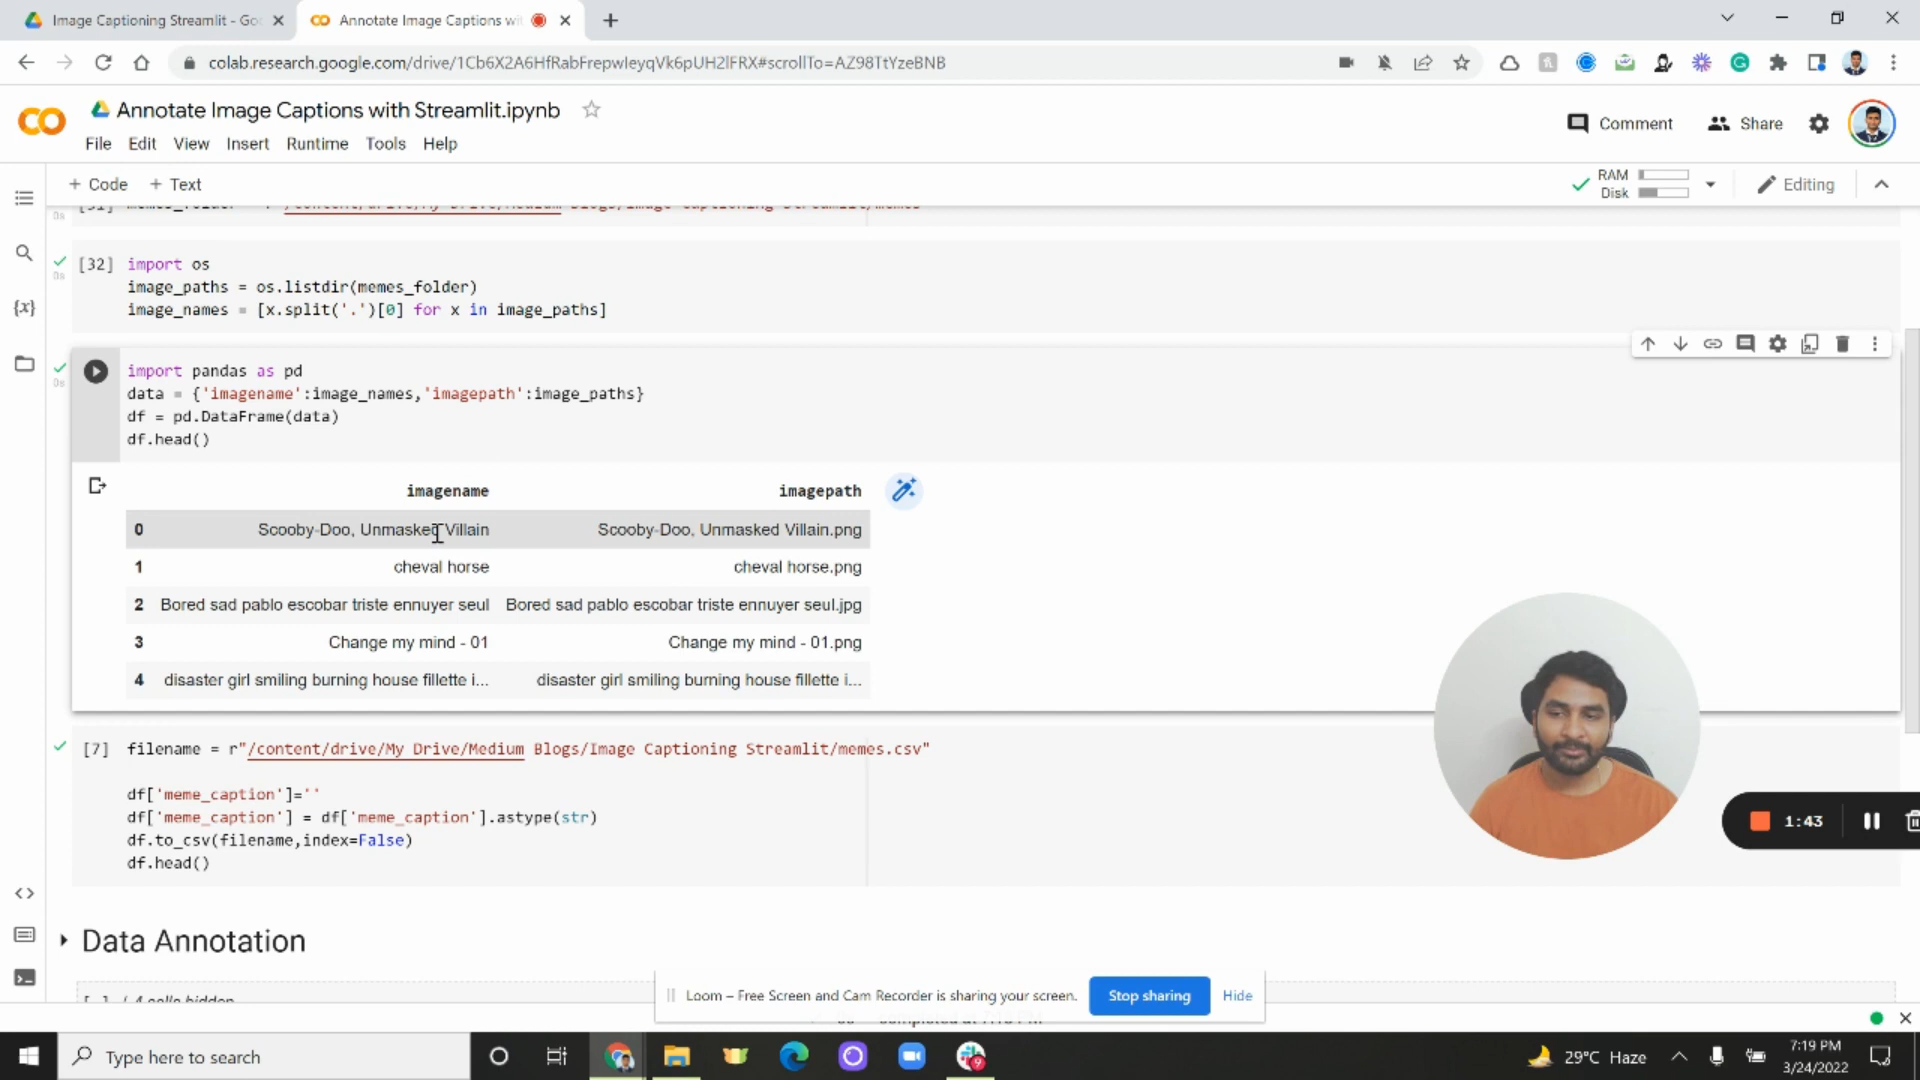 Image Captioning Streamlit - Go
Annotate Image Captions wi
colab.research.google.com/drive/1Cb6X2A6HfRabFrepwIeyqVk6pUH2lFRX#scrollTo=AZ98TtYzeBNB
Annotate Image Captions with Streamlit.ipynb
Comment
Share
File Edit View Insert Runtime Tools Help
+ Code + Text
RAM
Disk
Editing
[32] import os
0s
image_paths = os.listdir(memes_folder)
image_names = [x.split('.')[0] for x in image_paths]
{x}
import pandas as pd
0s
data = {'imagename':image_names,'imagepath':image_paths}
df = pd.DataFrame(data)
df.head()
imagename imagepath
0 Scooby-Doo, Unmasked Villain Scooby-Doo, Unmasked Villain.png
1 cheval horse cheval horse.png
2 Bored sad pablo escobar triste ennuyer seul Bored sad pablo escobar triste ennuyer seul.jpg
3 Change my mind - 01 Change my mind - 01.png
4 disaster girl smiling burning house fillette i... disaster girl smiling burning house fillette i...
[7] filename = r"/content/drive/My Drive/Medium Blogs/Image Captioning Streamlit/memes.csv"
df['meme_caption']=''
df['meme_caption'] = df['meme_caption'].astype(str)
df.to_csv(filename,index=False)
df.head()
1:43
Data Annotation
Loom – Free Screen and Cam Recorder is sharing your screen.
Stop sharing
Hide
Type here to search
9
29°C Haze
7:19 PM
3/24/2022